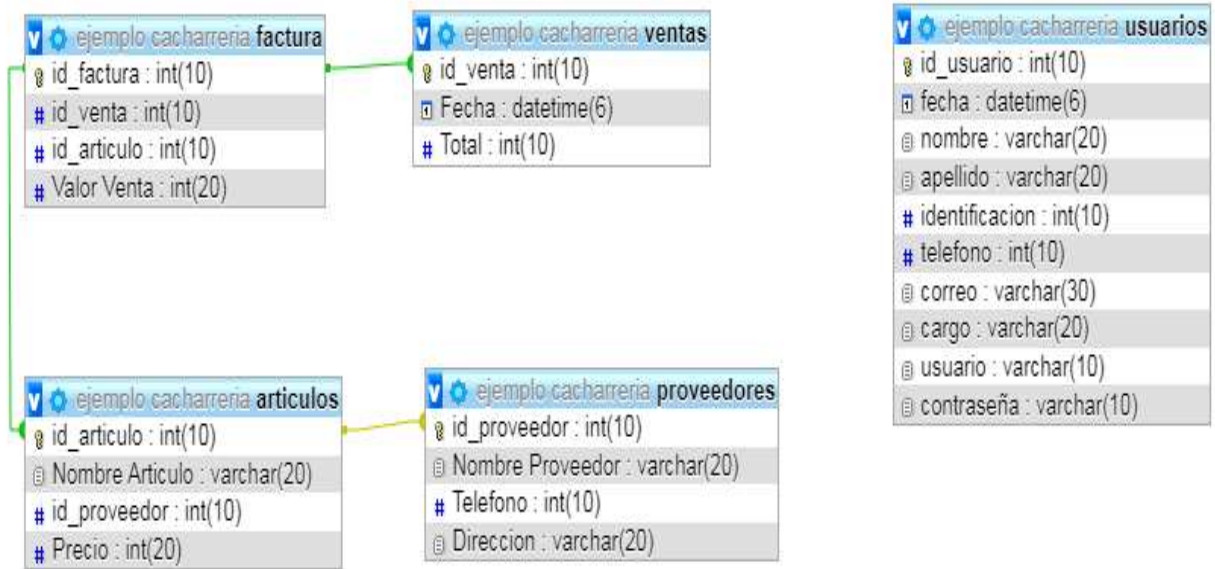 ejemplo cacharreria factura
id_factura : int(10)
id_venta : int(10)
id_articulo : int(10)
Valor Venta : int(20)
ejemplo cacharreria ventas
id_venta : int(10)
Fecha : datetime(6)
Total : int(10)
ejemplo cacharreria usuarios
id_usuario : int(10)
fecha : datetime(6)
nombre : varchar(20)
apellido : varchar(20)
identificacion : int(10)
telefono : int(10)
correo : varchar(30)
cargo : varchar(20)
usuario : varchar(10)
contraseña : varchar(10)
ejemplo cacharreria articulos
id_articulo : int(10)
Nombre Articulo : varchar(20)
id_proveedor : int(10)
Precio : int(20)
ejemplo cacharreria proveedores
id_proveedor : int(10)
Nombre Proveedor : varchar(20)
Telefono : int(10)
Direccion : varchar(20)